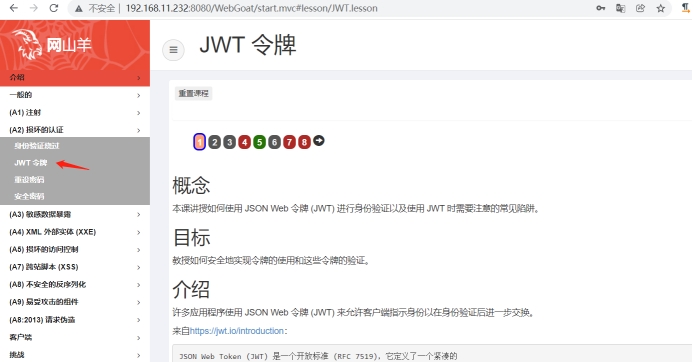 不安全 | 192.168.11.232:8080/WebGoat/start.mvc#lesson/JWT.lesson
网山羊
JWT 令牌
介绍
一般的
(A1) 注射
(A2) 损坏的认证
身份验证绕过
JWT 令牌
重设密码
安全密码
(A3) 敏感数据暴露
(A4) XML 外部实体 (XXE)
(A5) 损坏的访问控制
(A7) 跨站脚本 (XSS)
(A8) 不安全的反序列化
(A9) 易受攻击的组件
(A8:2013) 请求伪造
客户端
挑战
重置课程
1 2 3 4 5 6 7 8
概念
本课讲授如何使用 JSON Web 令牌 (JWT) 进行身份验证以及使用 JWT 时需要注意的常见陷阱。
目标
教授如何安全地实现令牌的使用和这些令牌的验证。
介绍
许多应用程序使用 JSON Web 令牌 (JWT) 来允许客户端指示身份以在身份验证后进一步交换。
来自https://jwt.io/introduction：
JSON Web Token (JWT) 是一个开放标准 (RFC 7519)，它定义了一个紧凑的